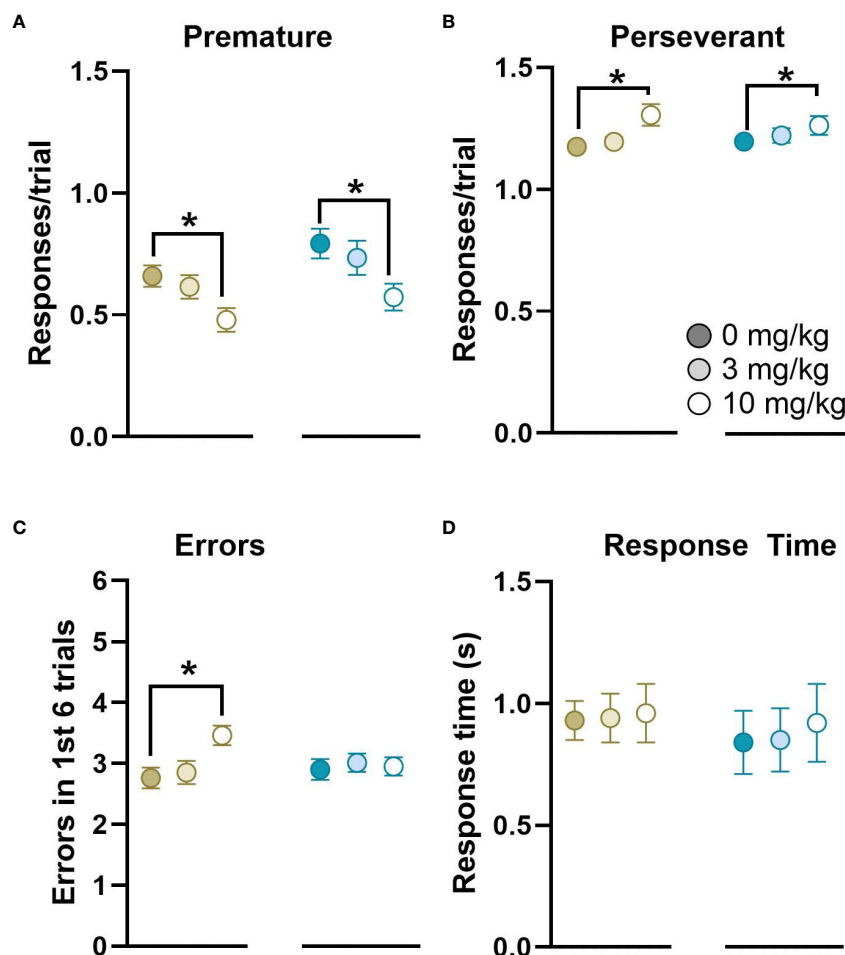 A
Premature
Responses/trial
1.5
1.0
0.5
0.0
*
*
B
Perseverant
Responses/trial
1.5
1.0
0.5
0.0
*
*
0 mg/kg
3 mg/kg
10 mg/kg
C
Errors
Errors in 1st 6 trials
6
5
4
3
2
1
0
*
D
Response Time
Response time (s)
1.5
1.0
0.5
0.0